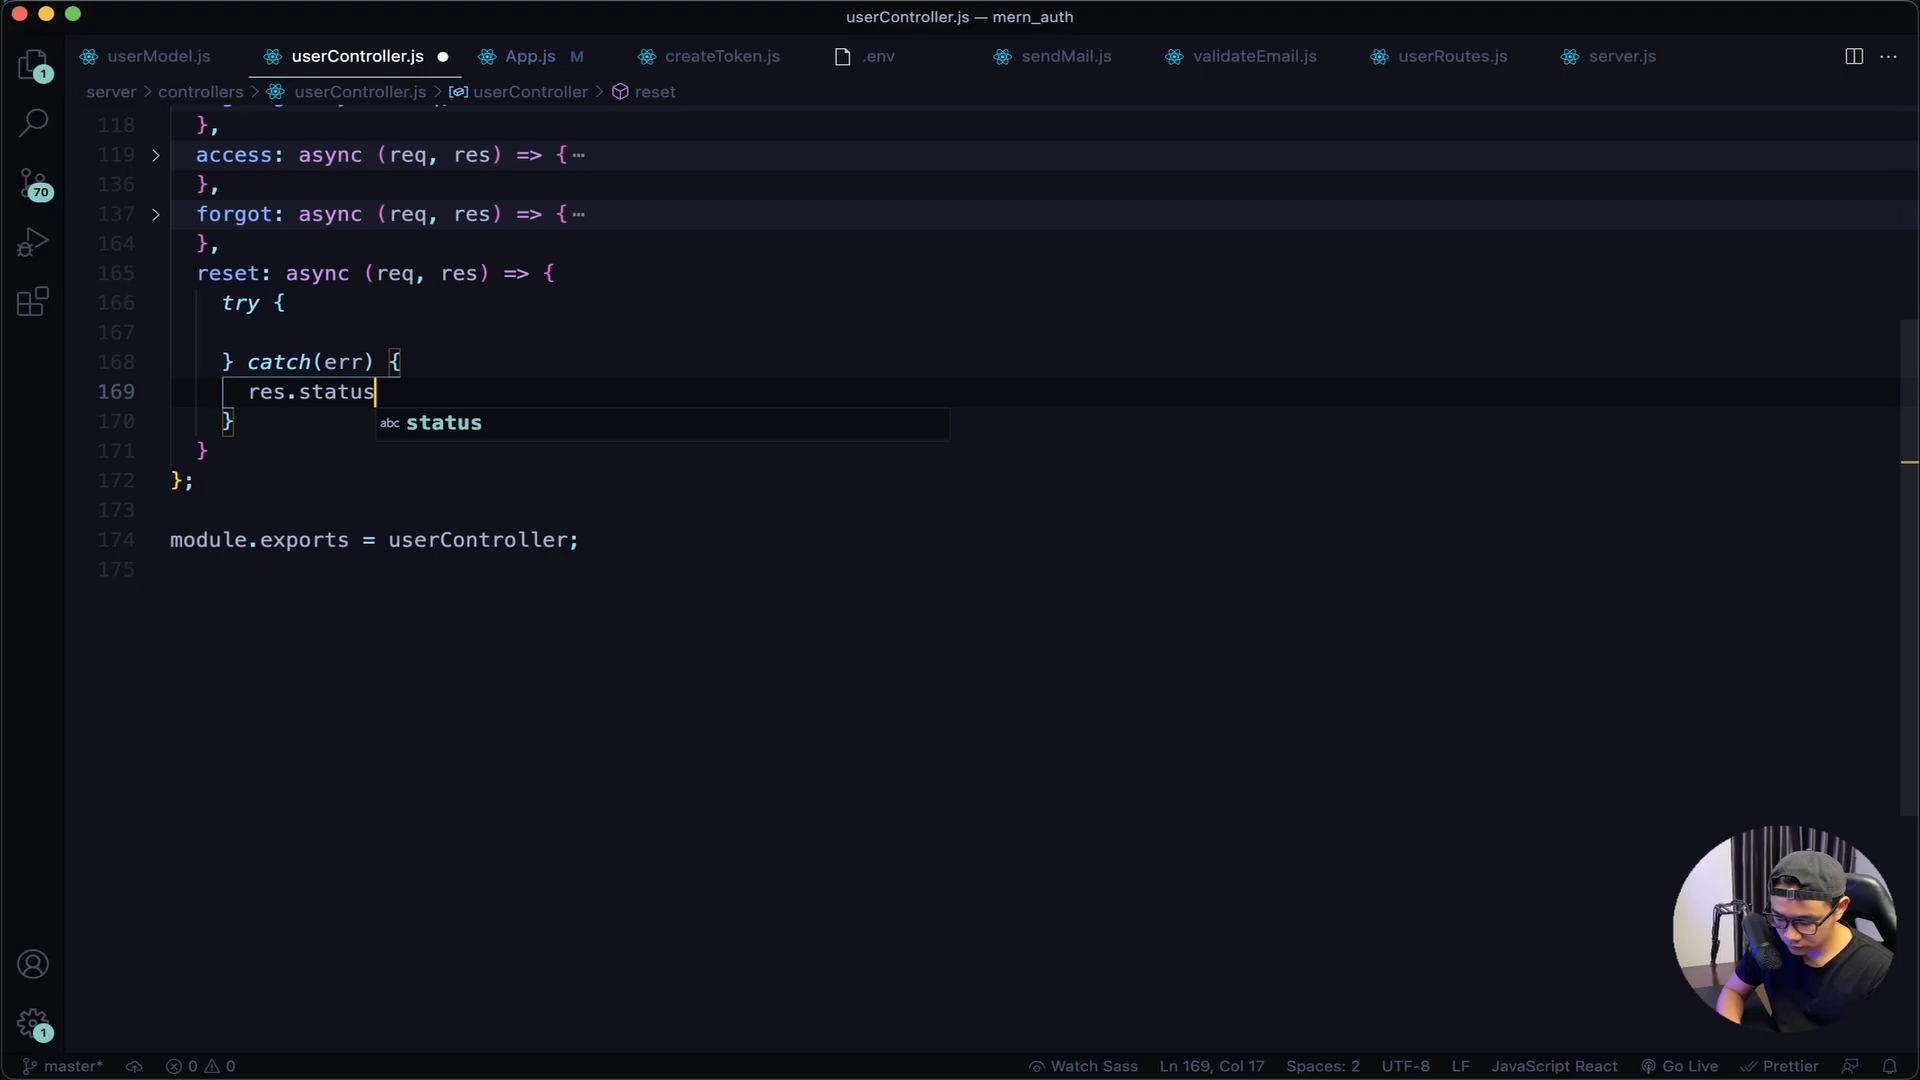 userController.js — mern_auth
userModel.js userController.js App.js M createToken.js .env sendMail.js validateEmail.js userRoutes.js server.js
server > controllers > userController.js > userController > reset
118 },
119 access: async (req, res) => {
136 },
137 forgot: async (req, res) => {
164 },
165 reset: async (req, res) => {
166 try {
167
168 } catch(err) {
169 res.status
abc status
170 }
171 }
172 };
173
174 module.exports = userController;
175
1
70
1
master* 0 0 Watch Sass Ln 169, Col 17 Spaces: 2 UTF-8 LF JavaScript React Go Live Prettier